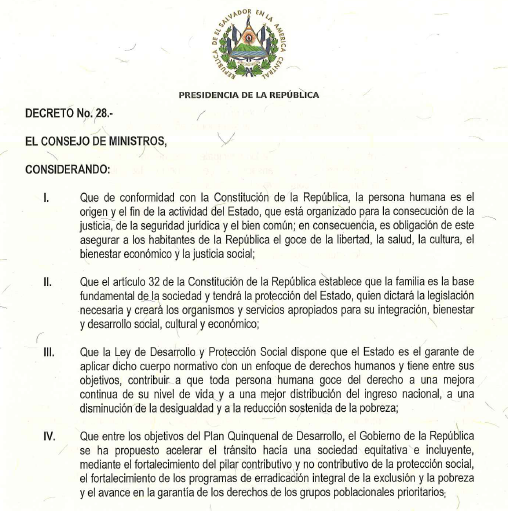 REPÚBLICA DE EL SALVADOR EN LA AMERICA CENTRAL
PRESIDENCIA DE LA REPÚBLICA
DECRETO No. 28.-
EL CONSEJO DE MINISTROS,
CONSIDERANDO:
I. Que de conformidad con la Constitución de la República, la persona humana es el
origen y el fin de la actividad del Estado, que está organizado para la consecución de la
justicia, de la seguridad jurídica y el bien común; en consecuencia, es obligación de este
asegurar a los habitantes de la República el goce de la libertad, la salud, la cultura, el
bienestar económico y la justicia social;
II. Que el artículo 32 de la Constitución de la República establece que la familia es la base
fundamental de la sociedad y tendrá la protección del Estado, quien dictará la legislación
necesaria y creará los organismos y servicios apropiados para su integración, bienestar
y desarrollo social, cultural y económico;
III. Que la Ley de Desarrollo y Protección Social dispone que el Estado es el garante de
aplicar dicho cuerpo normativo con un enfoque de derechos humanos y tiene entre sus
objetivos, contribuir a que toda persona humana goce del derecho a una mejora
continua de su nivel de vida y a una mejor distribución del ingreso nacional, a una
disminución de la desigualdad y a la reducción sostenida de la pobreza;
IV. Que entre los objetivos del Plan Quinquenal de Desarrollo, el Gobierno de la República
se ha propuesto acelerar el tránsito hacia una sociedad equitativa e incluyente,
mediante el fortalecimiento del pilar contributivo y no contributivo de la protección social,
el fortalecimiento de los programas de erradicación integral de la exclusión y la pobreza
y el avance en la garantía de los derechos de los grupos poblacionales prioritarios;